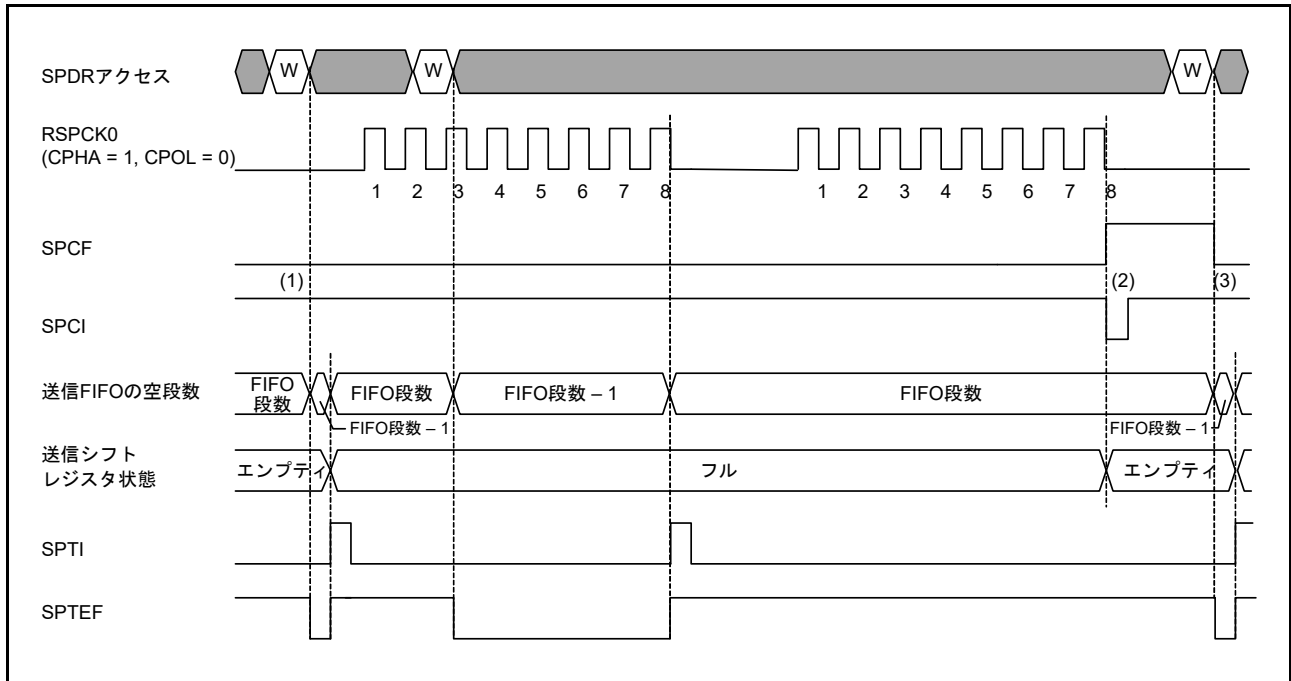 SPDRアクセス W W W
RSPCK0
(CPHA = 1, CPOL = 0)
1 2 3 4 5 6 7 8 1 2 3 4 5 6 7 8
SPCF
(1) (2) (3)
SPCI
送信FIFOの空段数 FIFO段数 FIFO段数 FIFO段数 – 1 FIFO段数
FIFO段数 – 1 FIFO段数 – 1
送信シフト
レジスタ状態 エンプティ フル エンプティ
SPTI
SPTEF